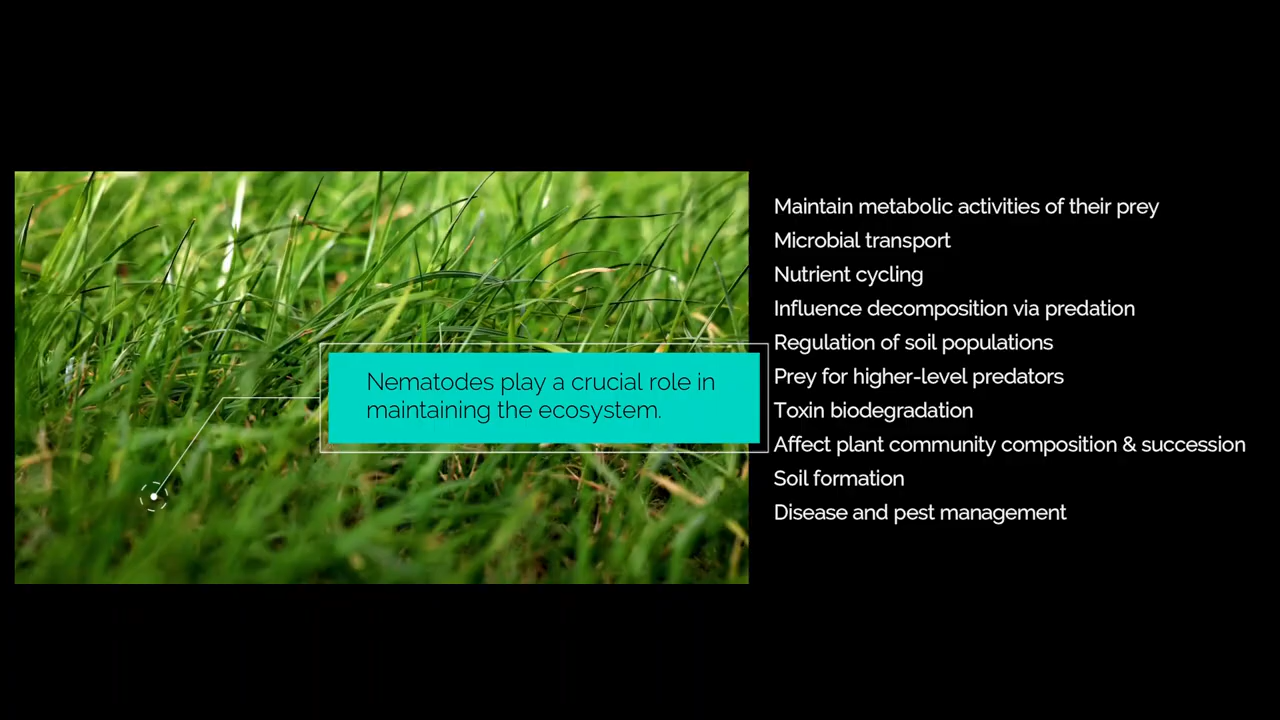 Nematodes play a crucial role in
maintaining the ecosystem.
Maintain metabolic activities of their prey
Microbial transport
Nutrient cycling
Influence decomposition via predation
Regulation of soil populations
Prey for higher-level predators
Toxin biodegradation
Affect plant community composition & succession
Soil formation
Disease and pest management